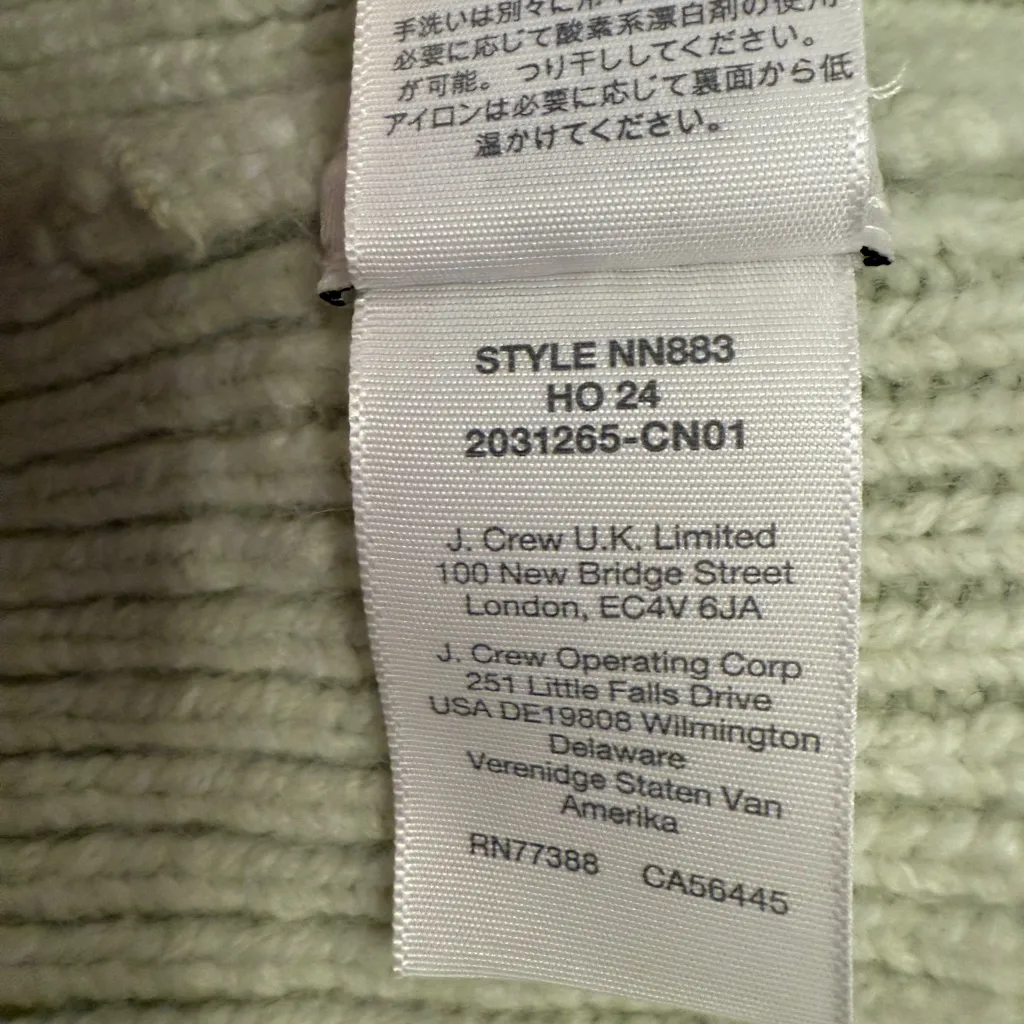 手洗いは別々に
必要に応じて酸素系漂白剤の使用
が可能。 つり干ししてください。
アイロンは必要に応じて裏面から低
温かけてください。
STYLE NN883
HO 24
2031265-CN01
J. Crew U.K. Limited
100 New Bridge Street
London, EC4V 6JA
J. Crew Operating Corp
251 Little Falls Drive
USA DE19808 Wilmington
Delaware
Verenidge Staten Van
Amerika
RN77388 CA56445